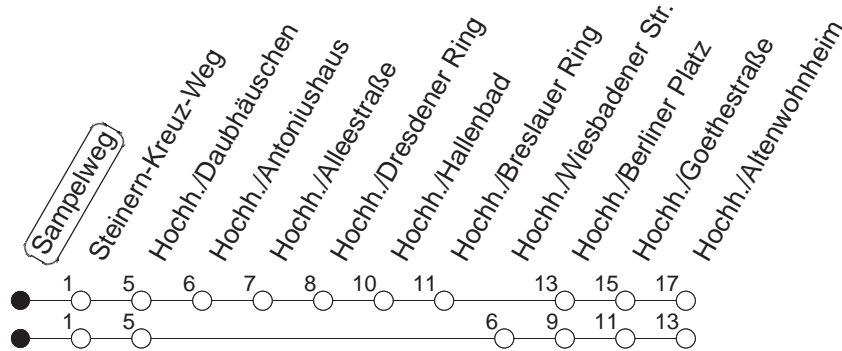 Sampelweg
Steinern-Kreuz-Weg
Hochh./Daubhäuschen
Hochh./Antoniushaus
Hochh./Alleestraße
Hochh./Dresdener Ring
Hochh./Hallenbad
Hochh./Breslauer Ring
Hochh./Wiesbadener Str.
Hochh./Berliner Platz
Hochh./Goethestraße
Hochh./Altenwohnheim
1 5 6 7 8 10 11 13 15 17
1 5 6 9 11 13